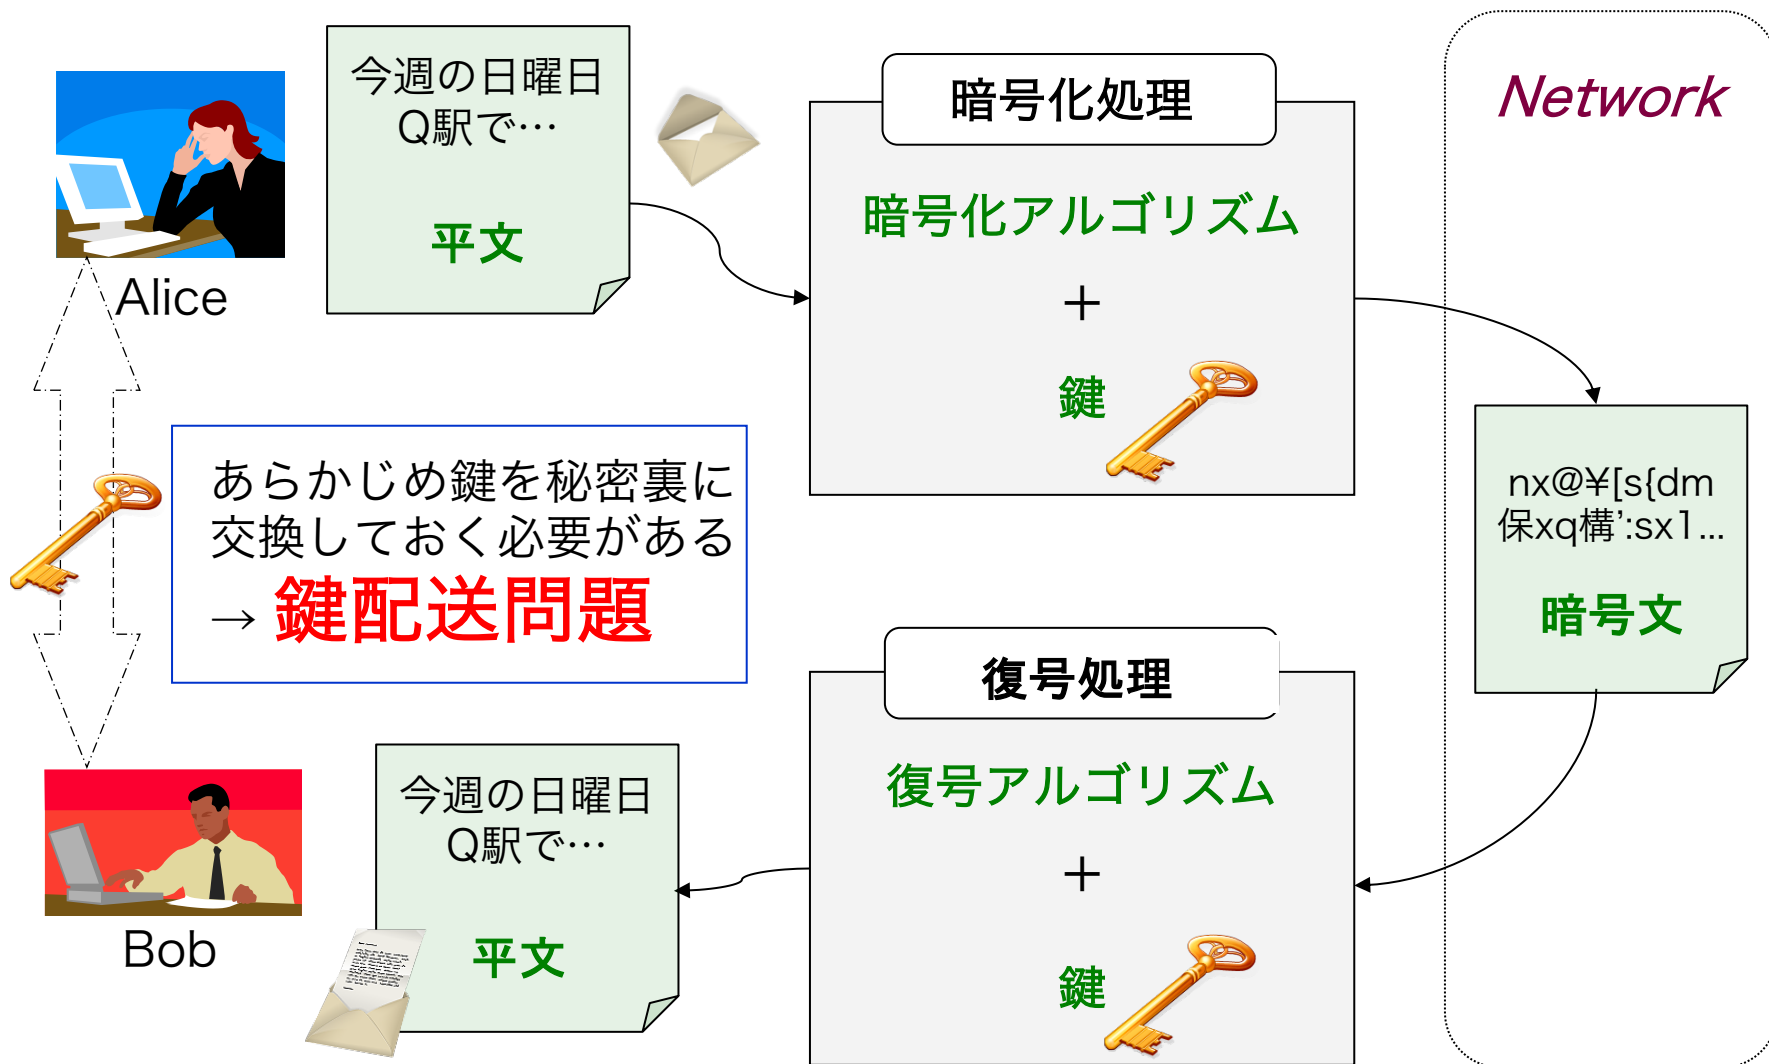 今週の日曜日
Q駅で…
平文
Alice
暗号化処理
暗号化アルゴリズム
＋
鍵
Network
nx@¥[s{dm
保xq構':sx1...
暗号文
あらかじめ鍵を秘密裏に
交換しておく必要がある
→ 鍵配送問題
復号処理
復号アルゴリズム
＋
鍵
今週の日曜日
Q駅で…
平文
Bob